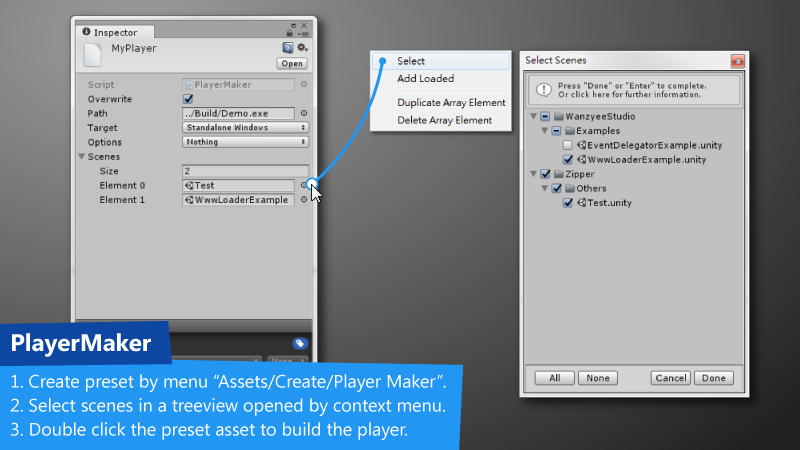 Inspector
MyPlayer
Open
Script
PlayerMaker
Overwrite
Path
../Build/Demo.exe
Target
Standalone Windows
Options
Nothing
Scenes
Size
2
Element 0
Test
Element 1
WwwLoaderExample
Select
Add Loaded
Duplicate Array Element
Delete Array Element
Select Scenes
Press "Done" or "Enter" to complete.
Or click here for further information.
WanzyeeStudio
Examples
EventDelegatorExample.unity
WwwLoaderExample.unity
Zipper
Others
Test.unity
All
None
Cancel
Done
PlayerMaker
1. Create preset by menu “Assets/Create/Player Maker”.
2. Select scenes in a treeview opened by context menu.
3. Double click the preset asset to build the player.